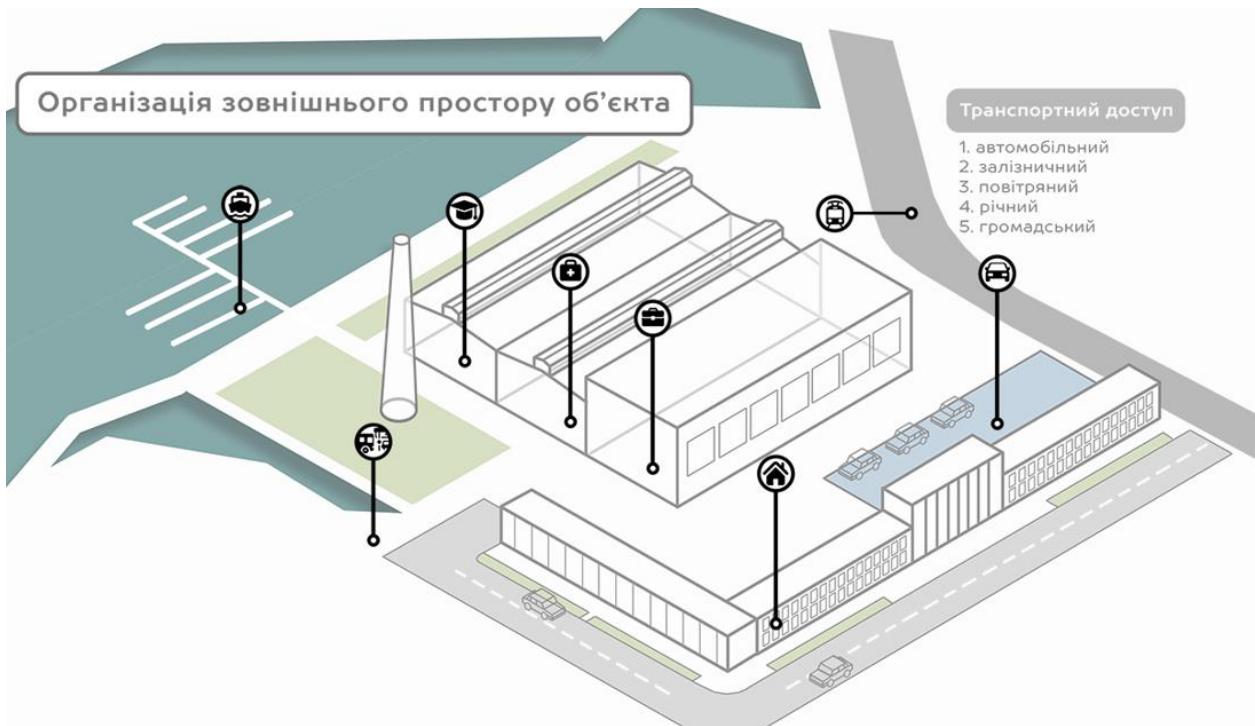 Організація зовнішнього простору об’єкта
Транспортний доступ
1. автомобільний
2. залізничний
3. повітряний
4. річний
5. громадський